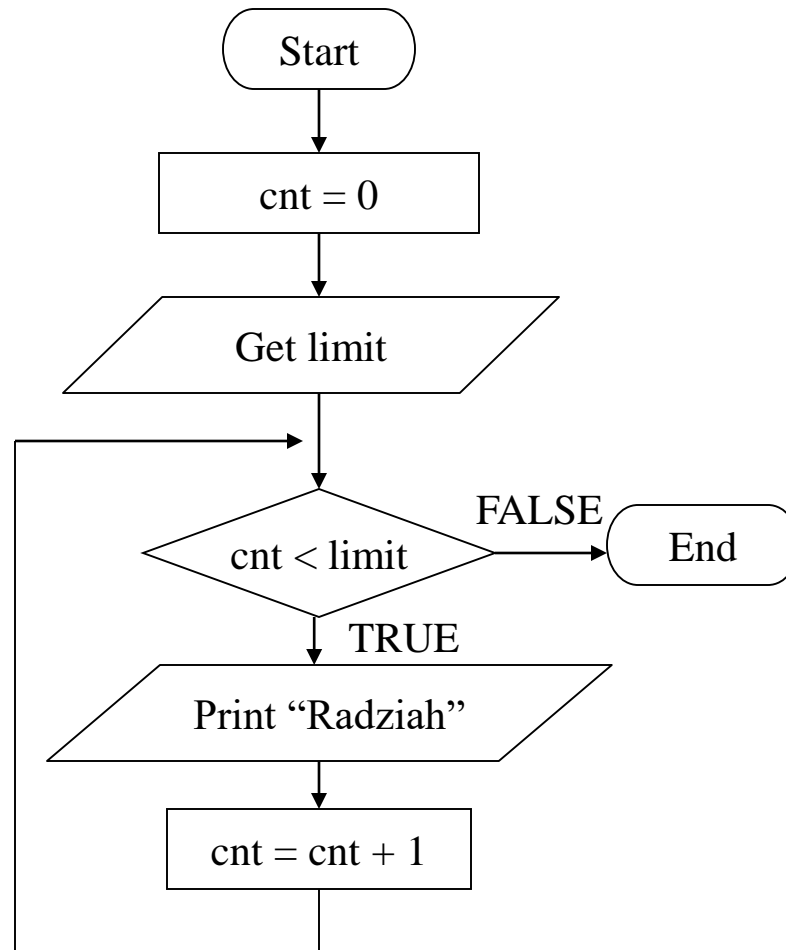 Start
cnt = 0
Get limit
cnt < limit
FALSE
End
TRUE
Print “Radziah”
cnt = cnt + 1